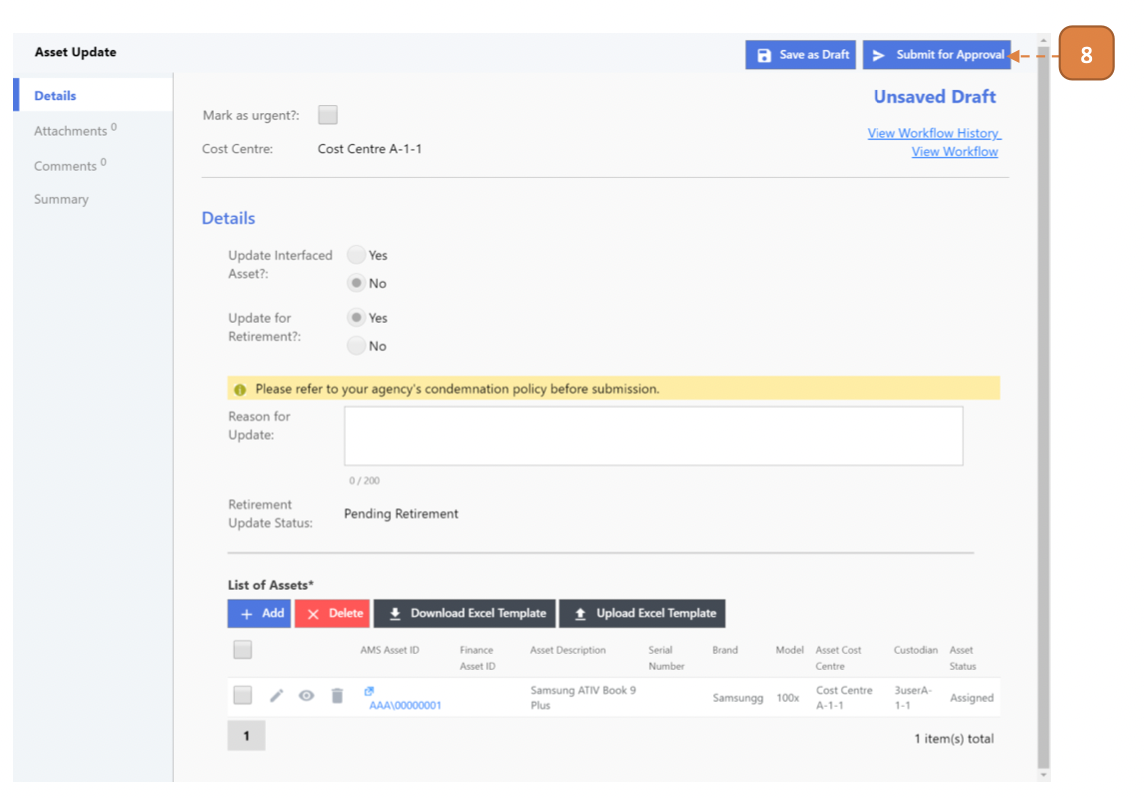 Asset Update
Save as Draft
Submit for Approval
8
Details
Attachments 0
Comments 0
Summary
Unsaved Draft
Mark as urgent?:
View Workflow History
Cost Centre: Cost Centre A-1-1
View Workflow
Details
Update Interfaced
Asset?:
Yes
No
Update for
Retirement?:
Yes
No
Please refer to your agency's condemnation policy before submission.
Reason for
Update:
0 / 200
Retirement
Update Status:
Pending Retirement
List of Assets*
Add
Delete
Download Excel Template
Upload Excel Template
AMS Asset ID
Finance
Asset ID
Asset Description
Serial
Number
Brand
Model
Asset Cost
Centre
Custodian
Asset
Status
AAA\00000001
Samsung ATIV Book 9
Plus
Samsungg
100x
Cost Centre
A-1-1
3userA-
1-1
Assigned
1
1 item(s) total